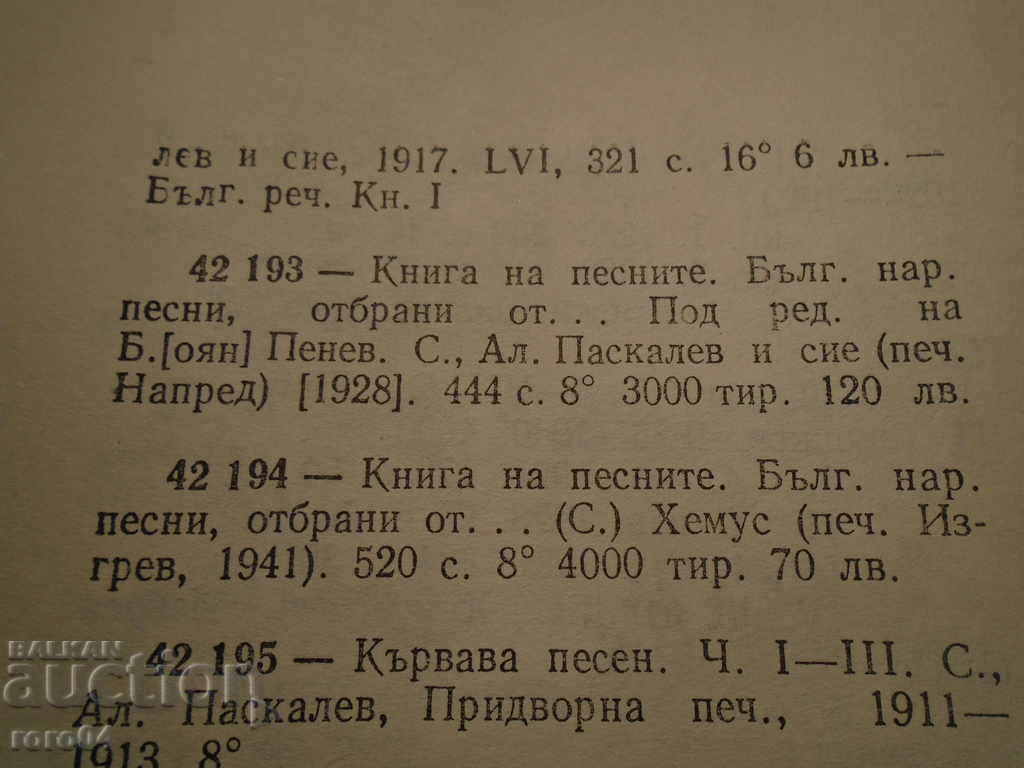 лев и сие, 1917. LVI, 321 с. 16° 6 лв. —
Бълг. реч. Кн. I
42 193 — Книга на песните. Бълг. нар.
песни, отбрани от. . . Под ред. на
Б.[оян] Пенев. С., Ал. Паскалев и сие (печ.
Напред) [1928]. 444 с. 8° 3000 тир. 120 лв.
42 194 — Книга на песните. Бълг. нар.
песни, отбрани от. . . (С.) Хемус (печ. Из-
грев, 1941). 520 с. 8° 4000 тир. 70 лв.
42 195 — Кървава песен. Ч. I—III. С.,
Ал. Паскалев, Придворна печ., 1911—
1913. 8°
BALKAN
auction
roro04